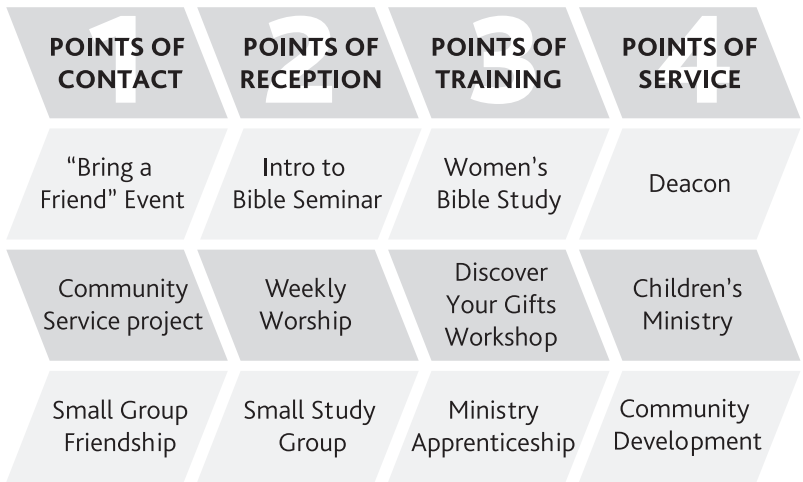 1
POINTS OF
CONTACT
2
POINTS OF
RECEPTION
3
POINTS OF
TRAINING
4
POINTS OF
SERVICE
“Bring a
Friend” Event
Intro to
Bible Seminar
Women’s
Bible Study
Deacon
Community
Service project
Weekly
Worship
Discover
Your Gifts
Workshop
Children’s
Ministry
Small Group
Friendship
Small Study
Group
Ministry
Apprenticeship
Community
Development